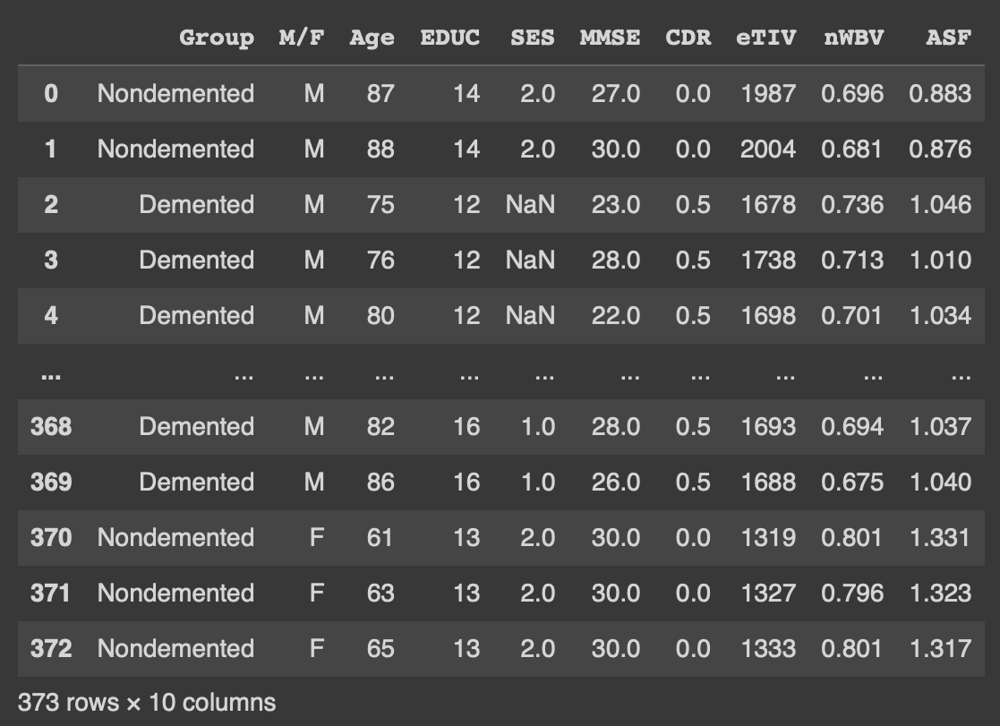 Group M/F Age EDUC SES MMSE CDR eTIV nWBV ASF
0 Nondemented M 87 14 2.0 27.0 0.0 1987 0.696 0.883
1 Nondemented M 88 14 2.0 30.0 0.0 2004 0.681 0.876
2 Demented M 75 12 NaN 23.0 0.5 1678 0.736 1.046
3 Demented M 76 12 NaN 28.0 0.5 1738 0.713 1.010
4 Demented M 80 12 NaN 22.0 0.5 1698 0.701 1.034
... ... ... ... ... ... ... ... ... ... ...
368 Demented M 82 16 1.0 28.0 0.5 1693 0.694 1.037
369 Demented M 86 16 1.0 26.0 0.5 1688 0.675 1.040
370 Nondemented F 61 13 2.0 30.0 0.0 1319 0.801 1.331
371 Nondemented F 63 13 2.0 30.0 0.0 1327 0.796 1.323
372 Nondemented F 65 13 2.0 30.0 0.0 1333 0.801 1.317
373 rows × 10 columns